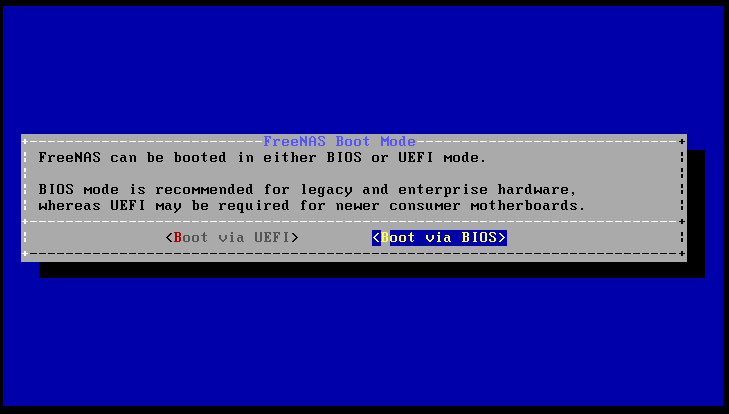 FreeNAS Boot Mode
FreeNAS can be booted in either BIOS or UEFI mode.
BIOS mode is recommended for legacy and enterprise hardware,
whereas UEFI may be required for newer consumer motherboards.
<Boot via UEFI> <Boot via BIOS>